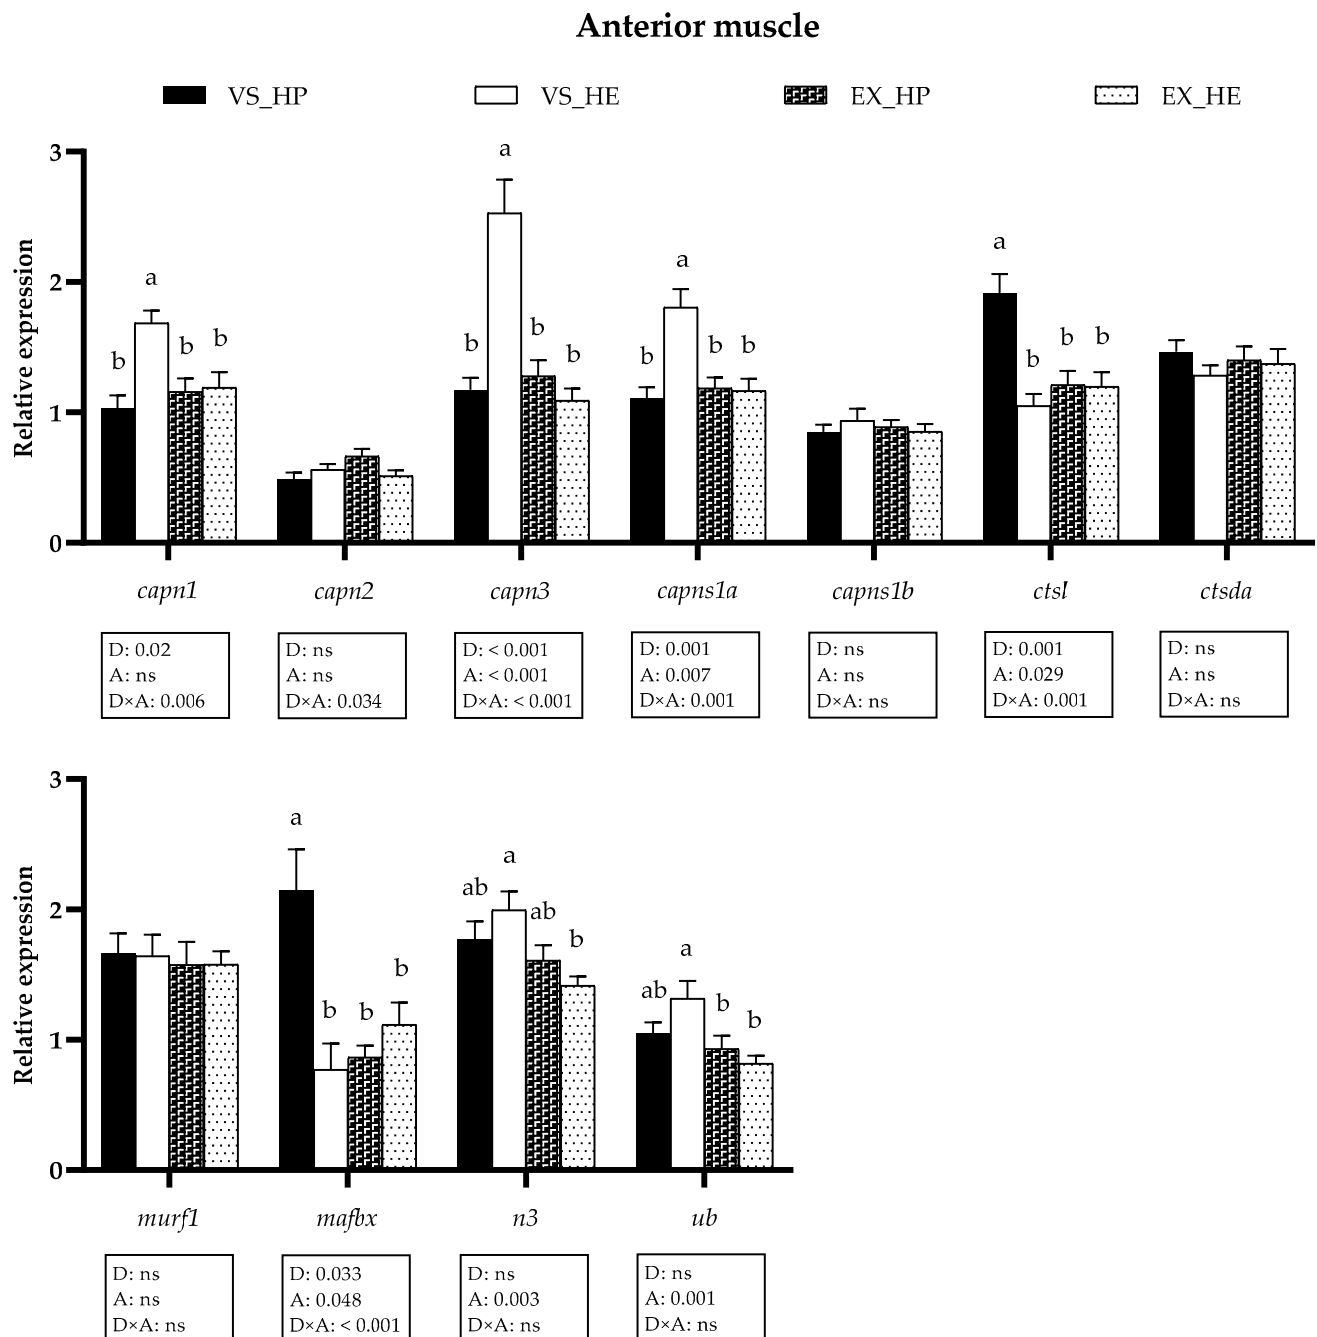 Anterior muscle
VS_HP VS_HE EX_HP EX_HE
Relative expression
3
2
1
0
a
a
a
a
b b b
b b b
b b b
b b b
capn1 capn2 capn3 capns1a capns1b ctsl ctsda
D: 0.02
A: ns
D×A: 0.006
D: ns
A: ns
D×A: 0.034
D: < 0.001
A: < 0.001
D×A: < 0.001
D: 0.001
A: 0.007
D×A: 0.001
D: ns
A: ns
D×A: ns
D: 0.001
A: 0.029
D×A: 0.001
D: ns
A: ns
D×A: ns
Relative expression
3
2
1
0
a b b b
ab a ab b
ab a b b
murf1 mafbx n3 ub
D: ns
A: ns
D×A: ns
D: 0.033
A: 0.048
D×A: < 0.001
D: ns
A: 0.003
D×A: ns
D: ns
A: 0.001
D×A: ns